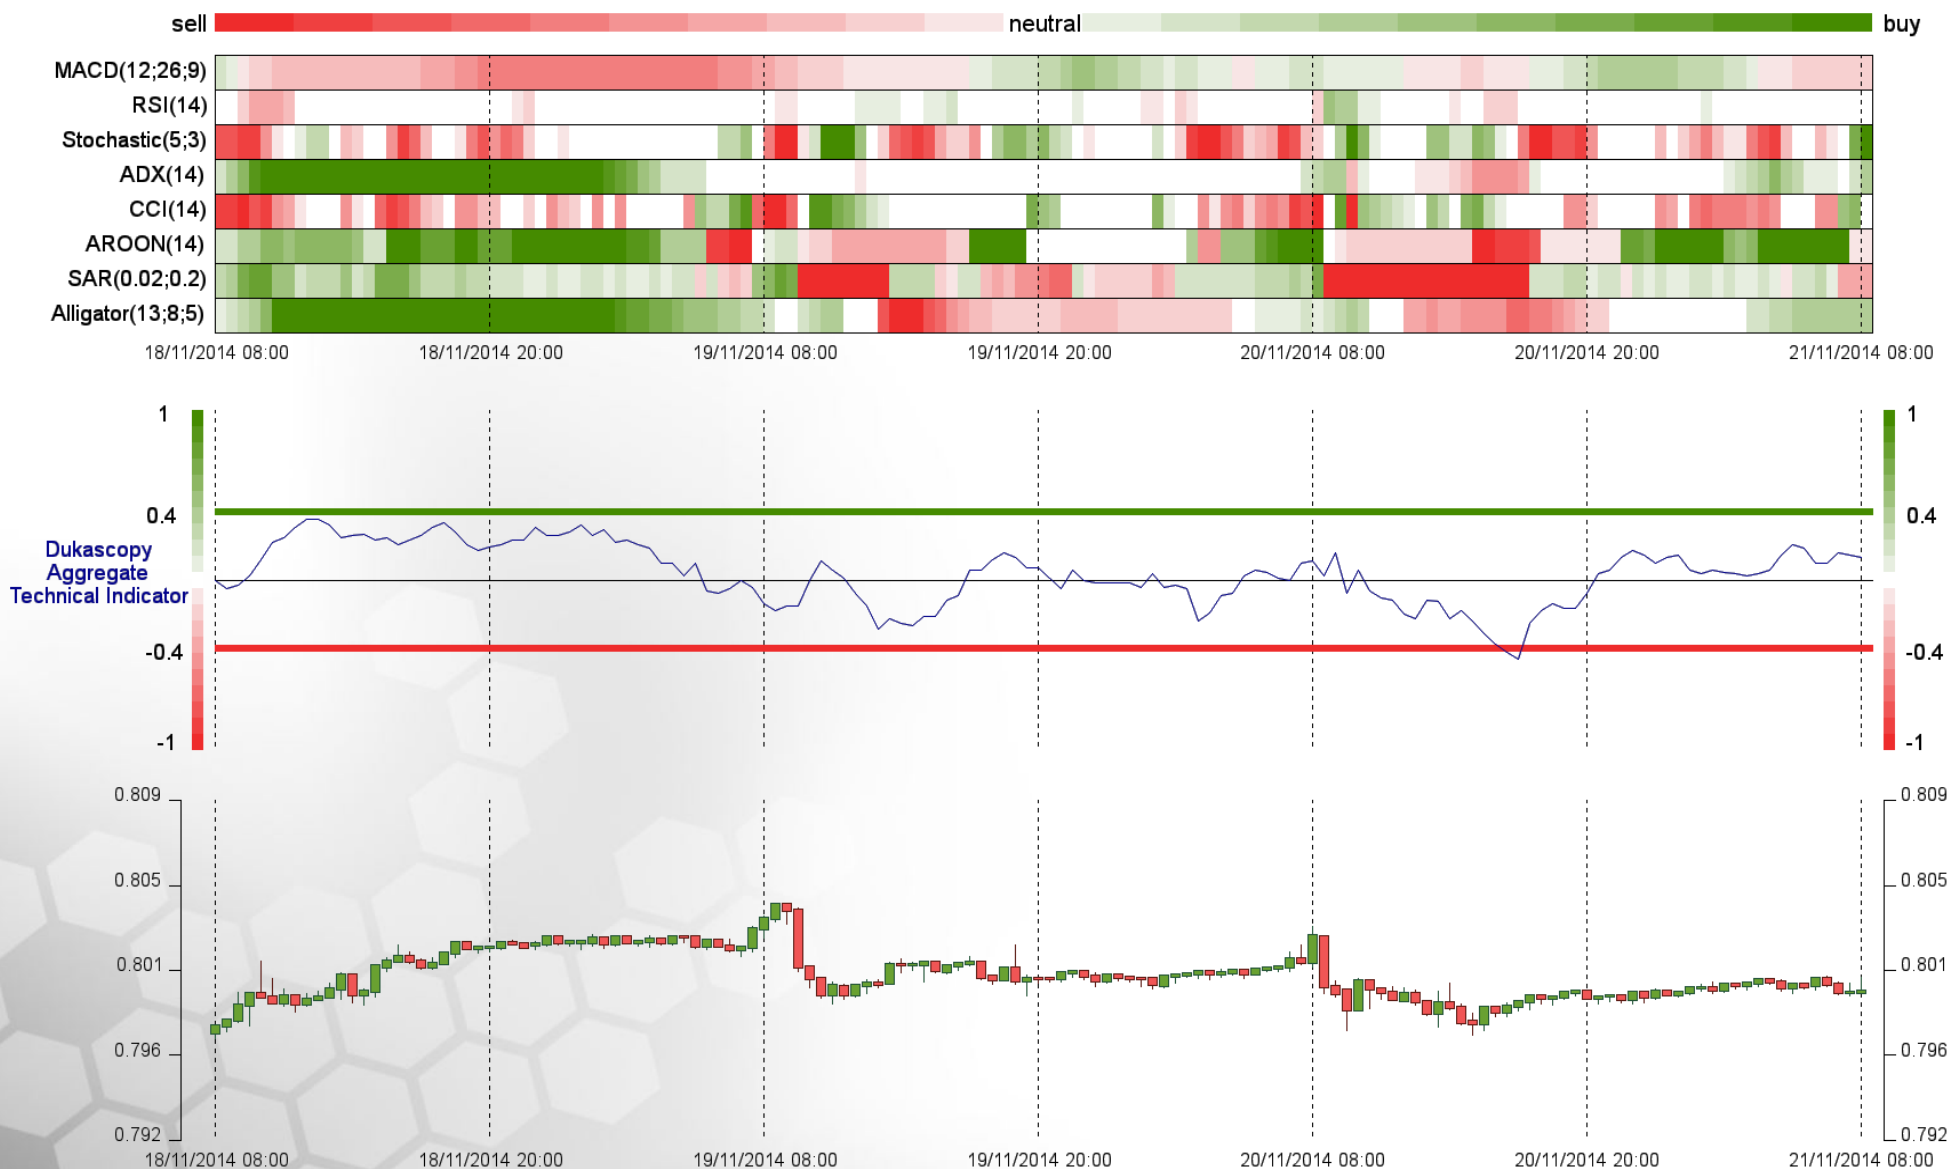 sell neutral buy
MACD(12;26;9)
RSI(14)
Stochastic(5;3)
ADX(14)
CCI(14)
AROON(14)
SAR(0.02;0.2)
Alligator(13;8;5)
18/11/2014 08:00 18/11/2014 20:00 19/11/2014 08:00 19/11/2014 20:00 20/11/2014 08:00 20/11/2014 20:00 21/11/2014 08:00
1 1
0.4 0.4
Dukascopy
Aggregate
Technical Indicator
-0.4 -0.4
-1 -1
0.809 0.809
0.805 0.805
0.801 0.801
0.796 0.796
0.792 0.792
18/11/2014 08:00 18/11/2014 20:00 19/11/2014 08:00 19/11/2014 20:00 20/11/2014 08:00 20/11/2014 20:00 21/11/2014 08:00